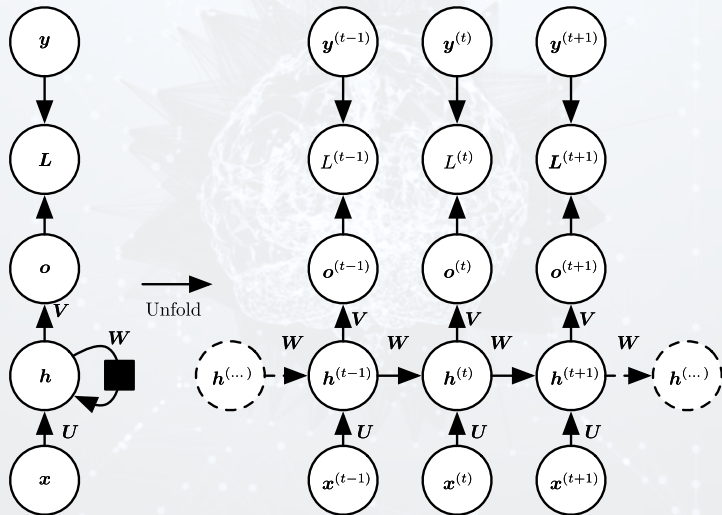 y y^(t−1) y^(t) y^(t+1)
L L^(t−1) L^(t) L^(t+1)
o o^(t−1) o^(t) o^(t+1)
Unfold
V V V V
W W W W W
h h^(...) h^(t−1) h^(t) h^(t+1) h^(...)
U U U U
x x^(t−1) x^(t) x^(t+1)